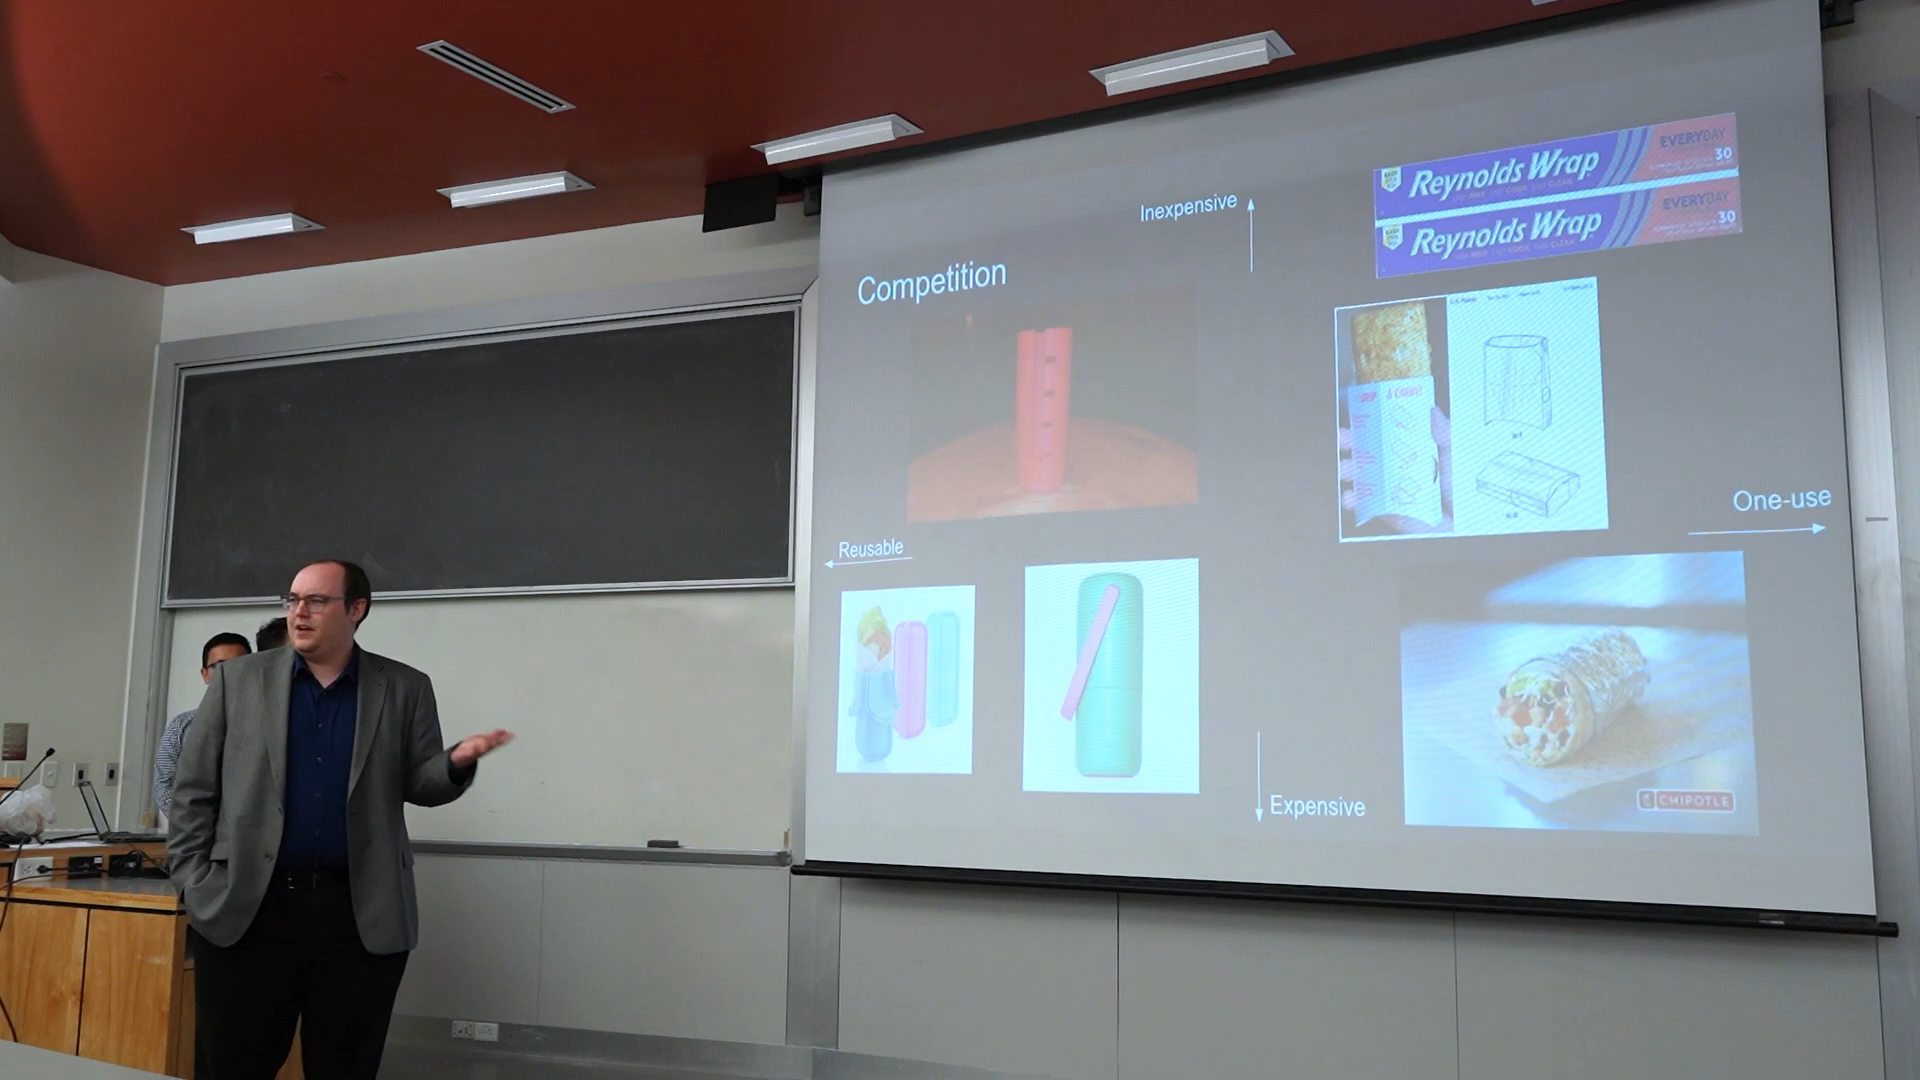 Inexpensive
EVERYDAY
Reynolds Wrap
30
EVERYDAY
Reynolds Wrap
30
Competition
One-use
Reusable
Expensive
CHIPOTLE